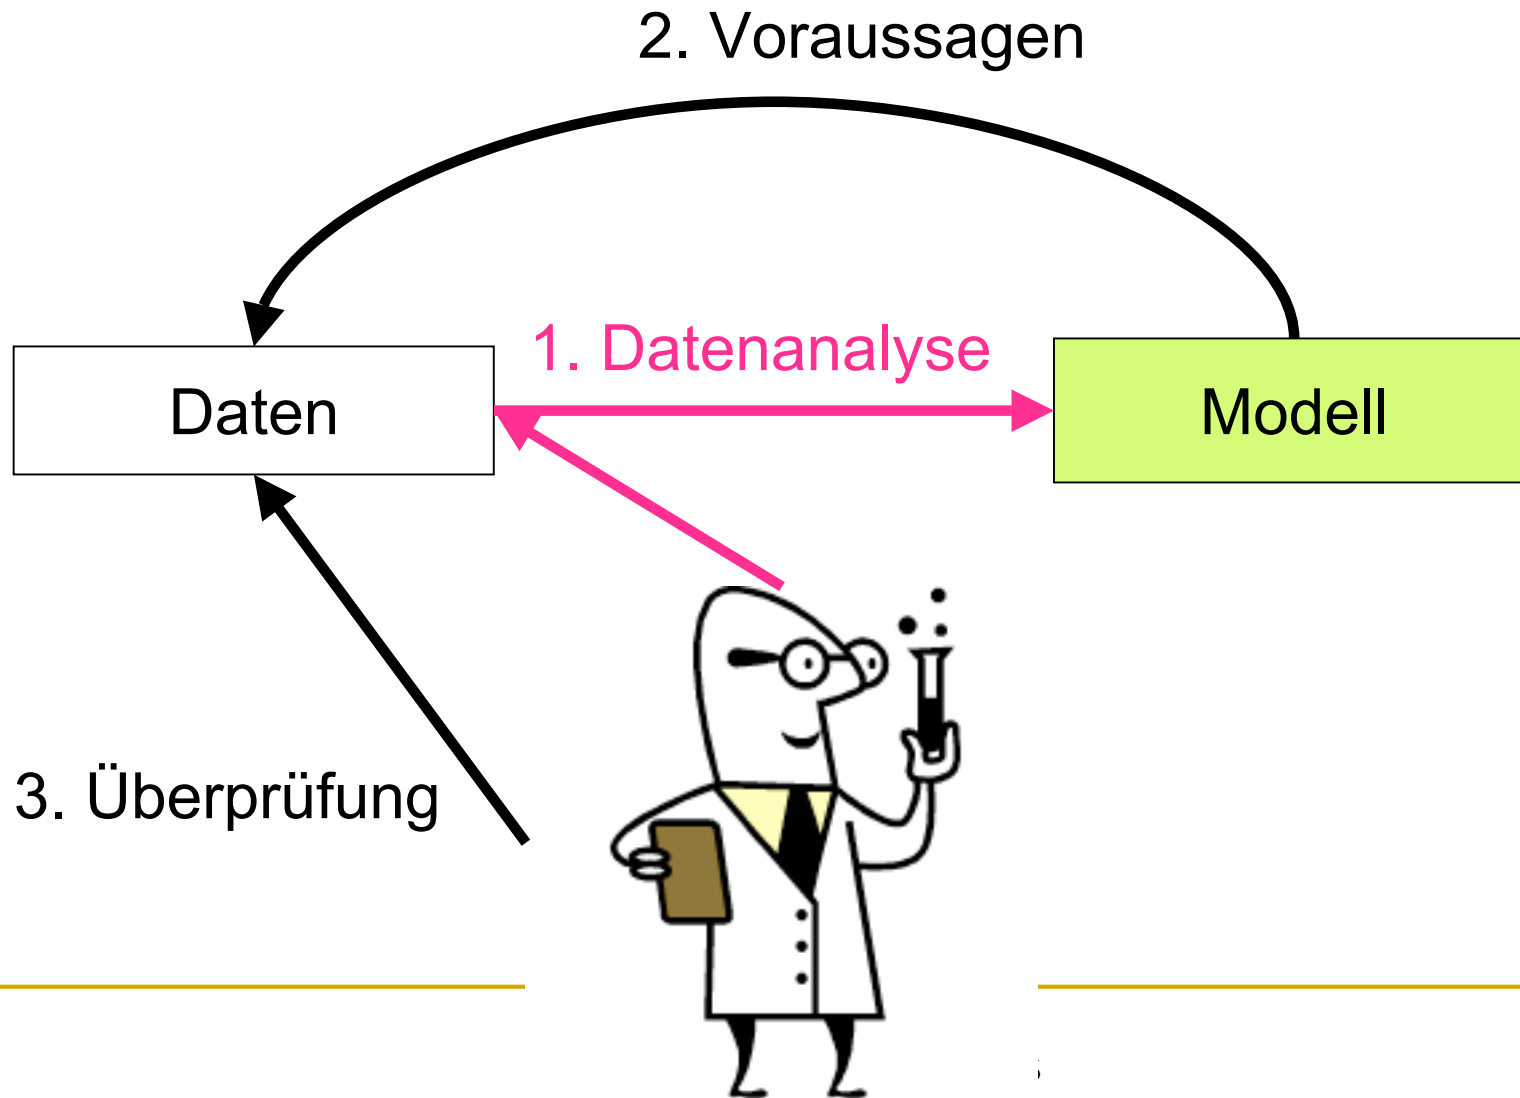 2. Voraussagen
1. Datenanalyse
Daten
Modell
3. Überprüfung